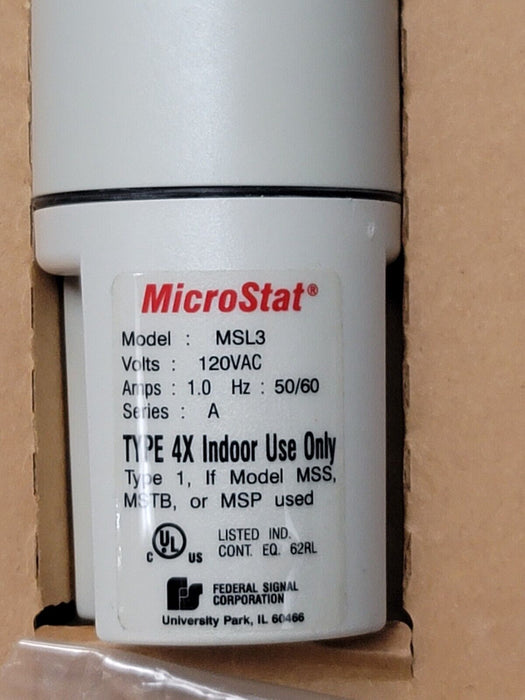 MicroStat®
Model : MSL3
Volts : 120VAC
Amps : 1.0 Hz : 50/60
Series : A
TYPE 4X Indoor Use Only
Type 1, If Model MSS,
MSTB, or MSP used
C UL US
LISTED IND.
CONT. EQ. 62RL
FEDERAL SIGNAL
CORPORATION
University Park, IL 60466